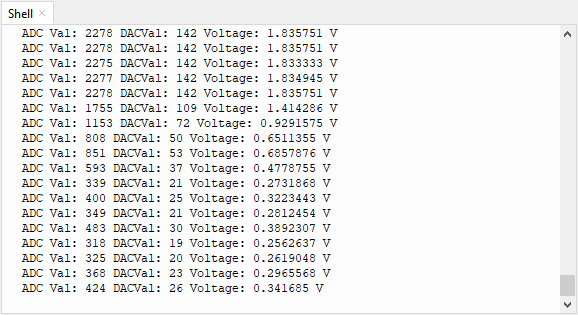 Shell
ADC Val: 2278 DACVal: 142 Voltage: 1.835751 V
ADC Val: 2278 DACVal: 142 Voltage: 1.835751 V
ADC Val: 2275 DACVal: 142 Voltage: 1.833333 V
ADC Val: 2277 DACVal: 142 Voltage: 1.834945 V
ADC Val: 2278 DACVal: 142 Voltage: 1.835751 V
ADC Val: 1755 DACVal: 109 Voltage: 1.414286 V
ADC Val: 1153 DACVal: 72 Voltage: 0.9291575 V
ADC Val: 808 DACVal: 50 Voltage: 0.6511355 V
ADC Val: 851 DACVal: 53 Voltage: 0.6857876 V
ADC Val: 593 DACVal: 37 Voltage: 0.4778755 V
ADC Val: 339 DACVal: 21 Voltage: 0.2731868 V
ADC Val: 400 DACVal: 25 Voltage: 0.3223443 V
ADC Val: 349 DACVal: 21 Voltage: 0.2812454 V
ADC Val: 483 DACVal: 30 Voltage: 0.3892307 V
ADC Val: 318 DACVal: 19 Voltage: 0.2562637 V
ADC Val: 325 DACVal: 20 Voltage: 0.2619048 V
ADC Val: 368 DACVal: 23 Voltage: 0.2965568 V
ADC Val: 424 DACVal: 26 Voltage: 0.341685 V